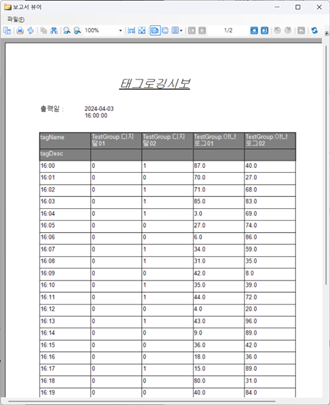 보고서 뷰어
파일(F)
100%
1/2
태그로깅시보
출력일 :
2024-04-03
16:00:00
tagName TestGroup.디지털01 TestGroup.디지털02 TestGroup.아날로그01 TestGroup.아날로그02
tagDesc
16:00 0 1 87.0 40.0
16:01 0 0 70.0 27.0
16:02 0 1 71.0 68.0
16:03 0 1 85.0 83.0
16:04 0 1 3.0 69.0
16:05 0 0 27.0 74.0
16:06 0 0 6.0 86.0
16:07 0 1 34.0 59.0
16:08 0 1 31.0 35.0
16:09 0 0 42.0 8.0
16:10 0 1 35.0 39.0
16:11 0 1 44.0 72.0
16:12 0 0 4.0 20.0
16:13 0 1 43.0 96.0
16:14 0 0 9.0 89.0
16:15 0 0 36.0 42.0
16:16 0 0 18.0 36.0
16:17 0 1 15.0 89.0
16:18 0 0 80.0 31.0
16:19 0 0 40.0 84.0